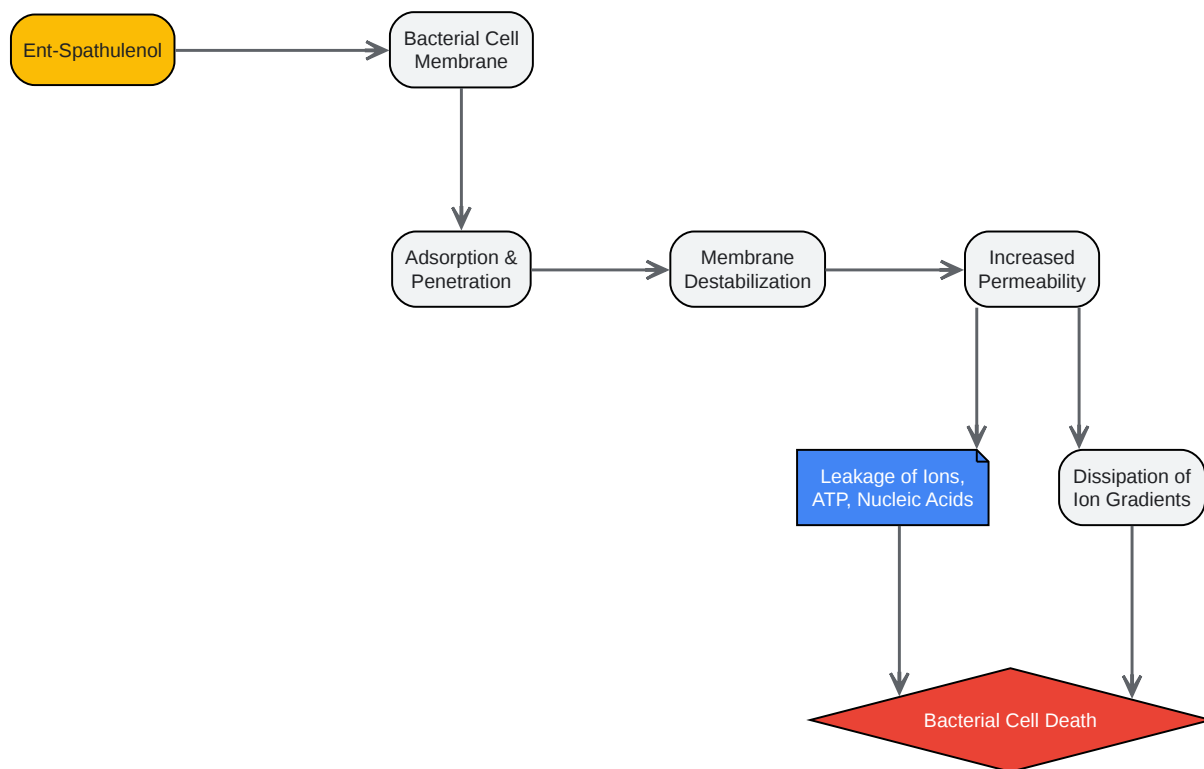 Ent-Spathulenol
Bacterial Cell
Membrane
Adsorption &
Penetration
Membrane
Destabilization
Increased
Permeability
Leakage of Ions,
ATP, Nucleic Acids
Dissipation of
Ion Gradients
Bacterial Cell Death